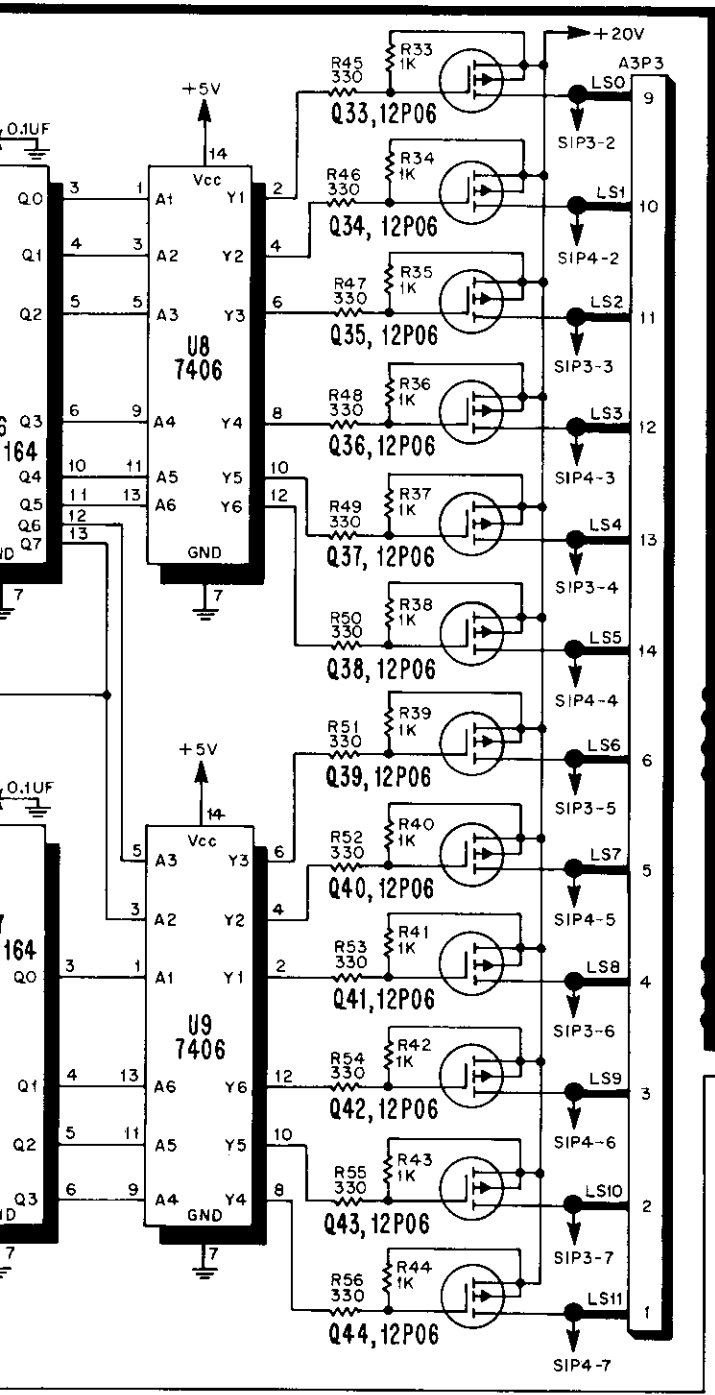 +20V
A3P3
R33
1K
R45
330
Q33,12P06
LS0
9
SIP3-2
+5V
0.1UF
14
Vcc
Q0 3 1 A1 Y1 2
R34
1K
R46
330
Q34, 12P06
LS1
10
SIP4-2
Q1 4 3 A2 Y2 4
R35
1K
R47
330
Q35, 12P06
LS2
11
SIP3-3
Q2 5 5 A3 Y3 6
U8
7406
R36
1K
R48
330
Q36, 12P06
LS3
12
SIP4-3
Q3 6 9 A4 Y4 8
164
Q4 10 11 A5 Y5 10
Q5 11 13 A6 Y6 12
Q6 12
Q7 13
GND
7
7
R37
1K
R49
330
Q37, 12P06
LS4
13
SIP3-4
R38
1K
R50
330
Q38, 12P06
LS5
14
SIP4-4
R39
1K
R51
330
Q39, 12P06
LS6
6
SIP3-5
+5V
0.1UF
14
Vcc
5 A3 Y3 6
R40
1K
R52
330
Q40, 12P06
LS7
5
SIP4-5
3 A2 Y2 4
164
R41
1K
R53
330
Q41,12P06
LS8
4
SIP3-6
Q0 3 1 A1 Y1 2
U9
7406
R42
1K
R54
330
Q42, 12P06
LS9
3
SIP4-6
Q1 4 13 A6 Y6 12
Q2 5 11 A5 Y5 10
R43
1K
R55
330
Q43, 12P06
LS10
2
SIP3-7
Q3 6 9 A4 Y4 8
GND
7
7
R44
1K
R56
330
Q44, 12P06
LS11
1
SIP4-7